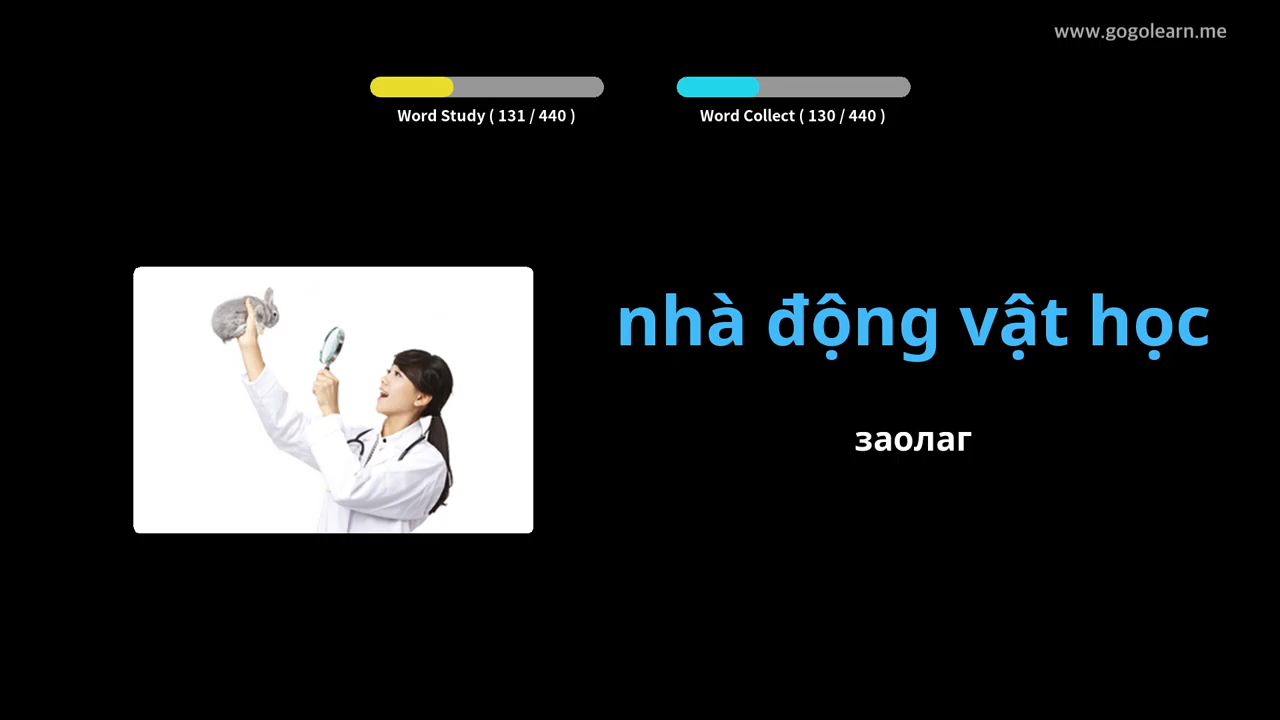 www.gogolearn.me
Word Study ( 131 / 440 )
Word Collect ( 130 / 440 )
nhà động vật học
заолаг